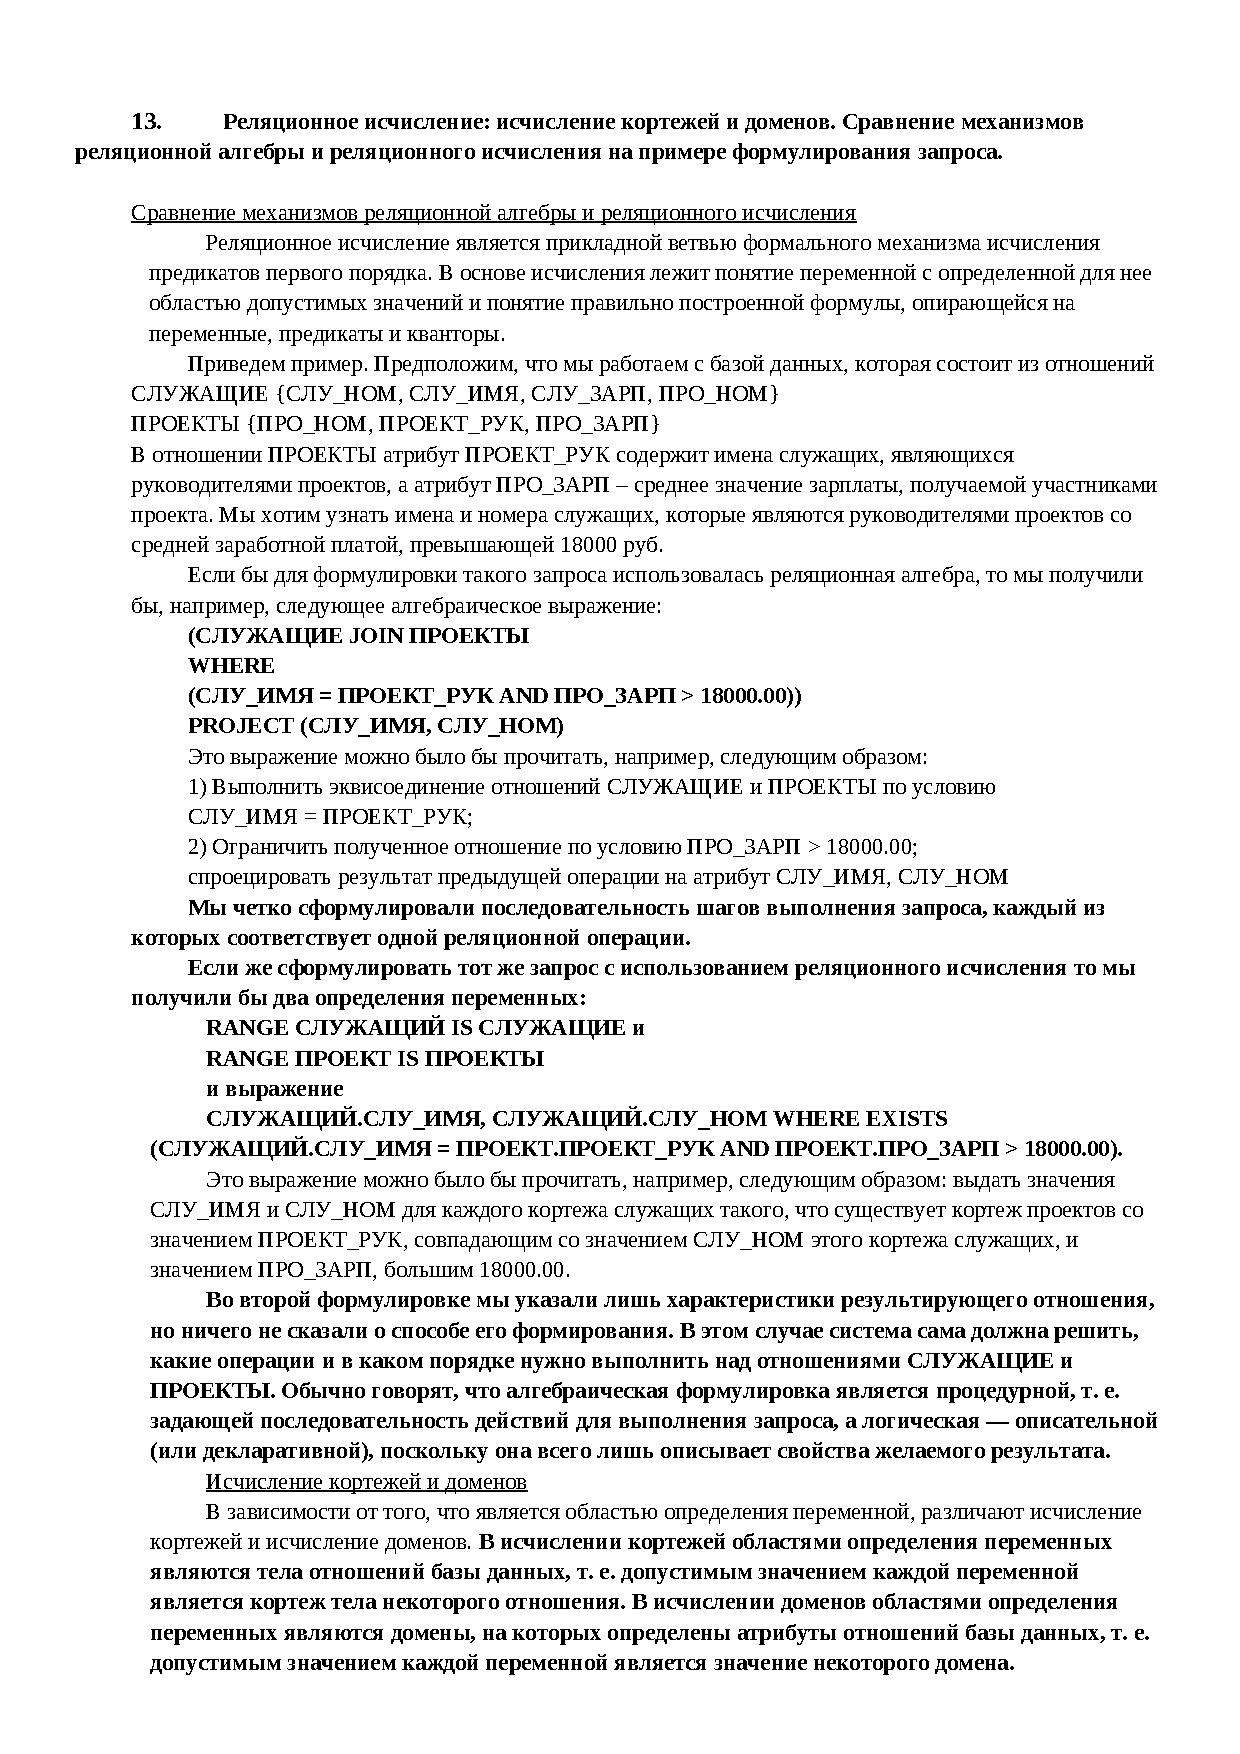 13. Реляционное исчисление: исчисление кортежей и доменов. Сравнение механизмов
реляционной алгебры и реляционного исчисления на примере формулирования запроса.
Сравнение механизмов реляционной алгебры и реляционного исчисления
Реляционное исчисление является прикладной ветвью формального механизма исчисления
предикатов первого порядка. В основе исчисления лежит понятие переменной с определенной для нее
областью допустимых значений и понятие правильно построенной формулы, опирающейся на
переменные, предикаты и кванторы.
Приведем пример. Предположим, что мы работаем с базой данных, которая состоит из отношений
СЛУЖАЩИЕ {СЛУ_НОМ, СЛУ_ИМЯ, СЛУ_ЗАРП, ПРО_НОМ}
ПРОЕКТЫ {ПРО_НОМ, ПРОЕКТ_РУК, ПРО_ЗАРП}
В отношении ПРОЕКТЫ атрибут ПРОЕКТ_РУК содержит имена служащих, являющихся
руководителями проектов, а атрибут ПРО_ЗАРП – среднее значение зарплаты, получаемой участниками
проекта. Мы хотим узнать имена и номера служащих, которые являются руководителями проектов со
средней заработной платой, превышающей 18000 руб.
Если бы для формулировки такого запроса использовалась реляционная алгебра, то мы получили
бы, например, следующее алгебраическое выражение:
(СЛУЖАЩИЕ JOIN ПРОЕКТЫ
WHERE
(СЛУ_ИМЯ = ПРОЕКТ_РУК AND ПРО_ЗАРП > 18000.00))
PROJECT (СЛУ_ИМЯ, СЛУ_НОМ)
Это выражение можно было бы прочитать, например, следующим образом:
1) Выполнить эквисоединение отношений СЛУЖАЩИЕ и ПРОЕКТЫ по условию
СЛУ_ИМЯ = ПРОЕКТ_РУК;
2) Ограничить полученное отношение по условию ПРО_ЗАРП > 18000.00;
спроецировать результат предыдущей операции на атрибут СЛУ_ИМЯ, СЛУ_НОМ
Мы четко сформулировали последовательность шагов выполнения запроса, каждый из
которых соответствует одной реляционной операции.
Если же сформулировать тот же запрос с использованием реляционного исчисления то мы
получили бы два определения переменных:
RANGE СЛУЖАЩИЙ IS СЛУЖАЩИЕ и
RANGE ПРОЕКТ IS ПРОЕКТЫ
и выражение
СЛУЖАЩИЙ.СЛУ_ИМЯ, СЛУЖАЩИЙ.СЛУ_НОМ WHERE EXISTS
(СЛУЖАЩИЙ.СЛУ_ИМЯ = ПРОЕКТ.ПРОЕКТ_РУК AND ПРОЕКТ.ПРО_ЗАРП > 18000.00).
Это выражение можно было бы прочитать, например, следующим образом: выдать значения
СЛУ_ИМЯ и СЛУ_НОМ для каждого кортежа служащих такого, что существует кортеж проектов со
значением ПРОЕКТ_РУК, совпадающим со значением СЛУ_НОМ этого кортежа служащих, и
значением ПРО_ЗАРП, большим 18000.00.
Во второй формулировке мы указали лишь характеристики результирующего отношения,
но ничего не сказали о способе его формирования. В этом случае система сама должна решить,
какие операции и в каком порядке нужно выполнить над отношениями СЛУЖАЩИЕ и
ПРОЕКТЫ. Обычно говорят, что алгебраическая формулировка является процедурной, т. е.
задающей последовательность действий для выполнения запроса, а логическая — описательной
(или декларативной), поскольку она всего лишь описывает свойства желаемого результата.
Исчисление кортежей и доменов
В зависимости от того, что является областью определения переменной, различают исчисление
кортежей и исчисление доменов. В исчислении кортежей областями определения переменных
являются тела отношений базы данных, т. е. допустимым значением каждой переменной
является кортеж тела некоторого отношения. В исчислении доменов областями определения
переменных являются домены, на которых определены атрибуты отношений базы данных, т. е.
допустимым значением каждой переменной является значение некоторого домена.